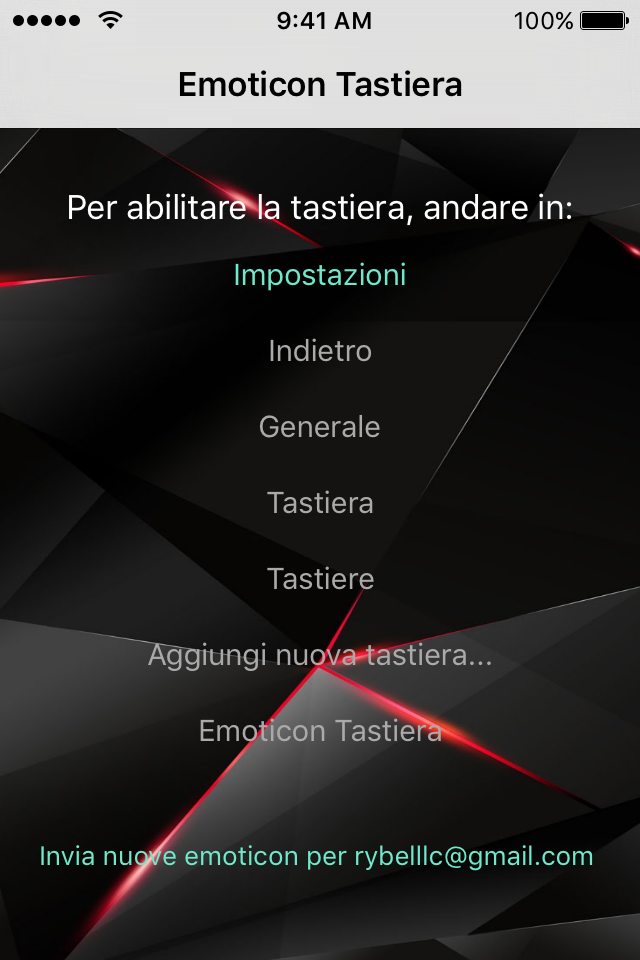 9:41 AM
100%
Emoticon Tastiera
Per abilitare la tastiera, andare in:
Impostazioni
Indietro
Generale
Tastiera
Tastiere
Aggiungi nuova tastiera...
Emoticon Tastiera
Invia nuove emoticon per rybelllc@gmail.com